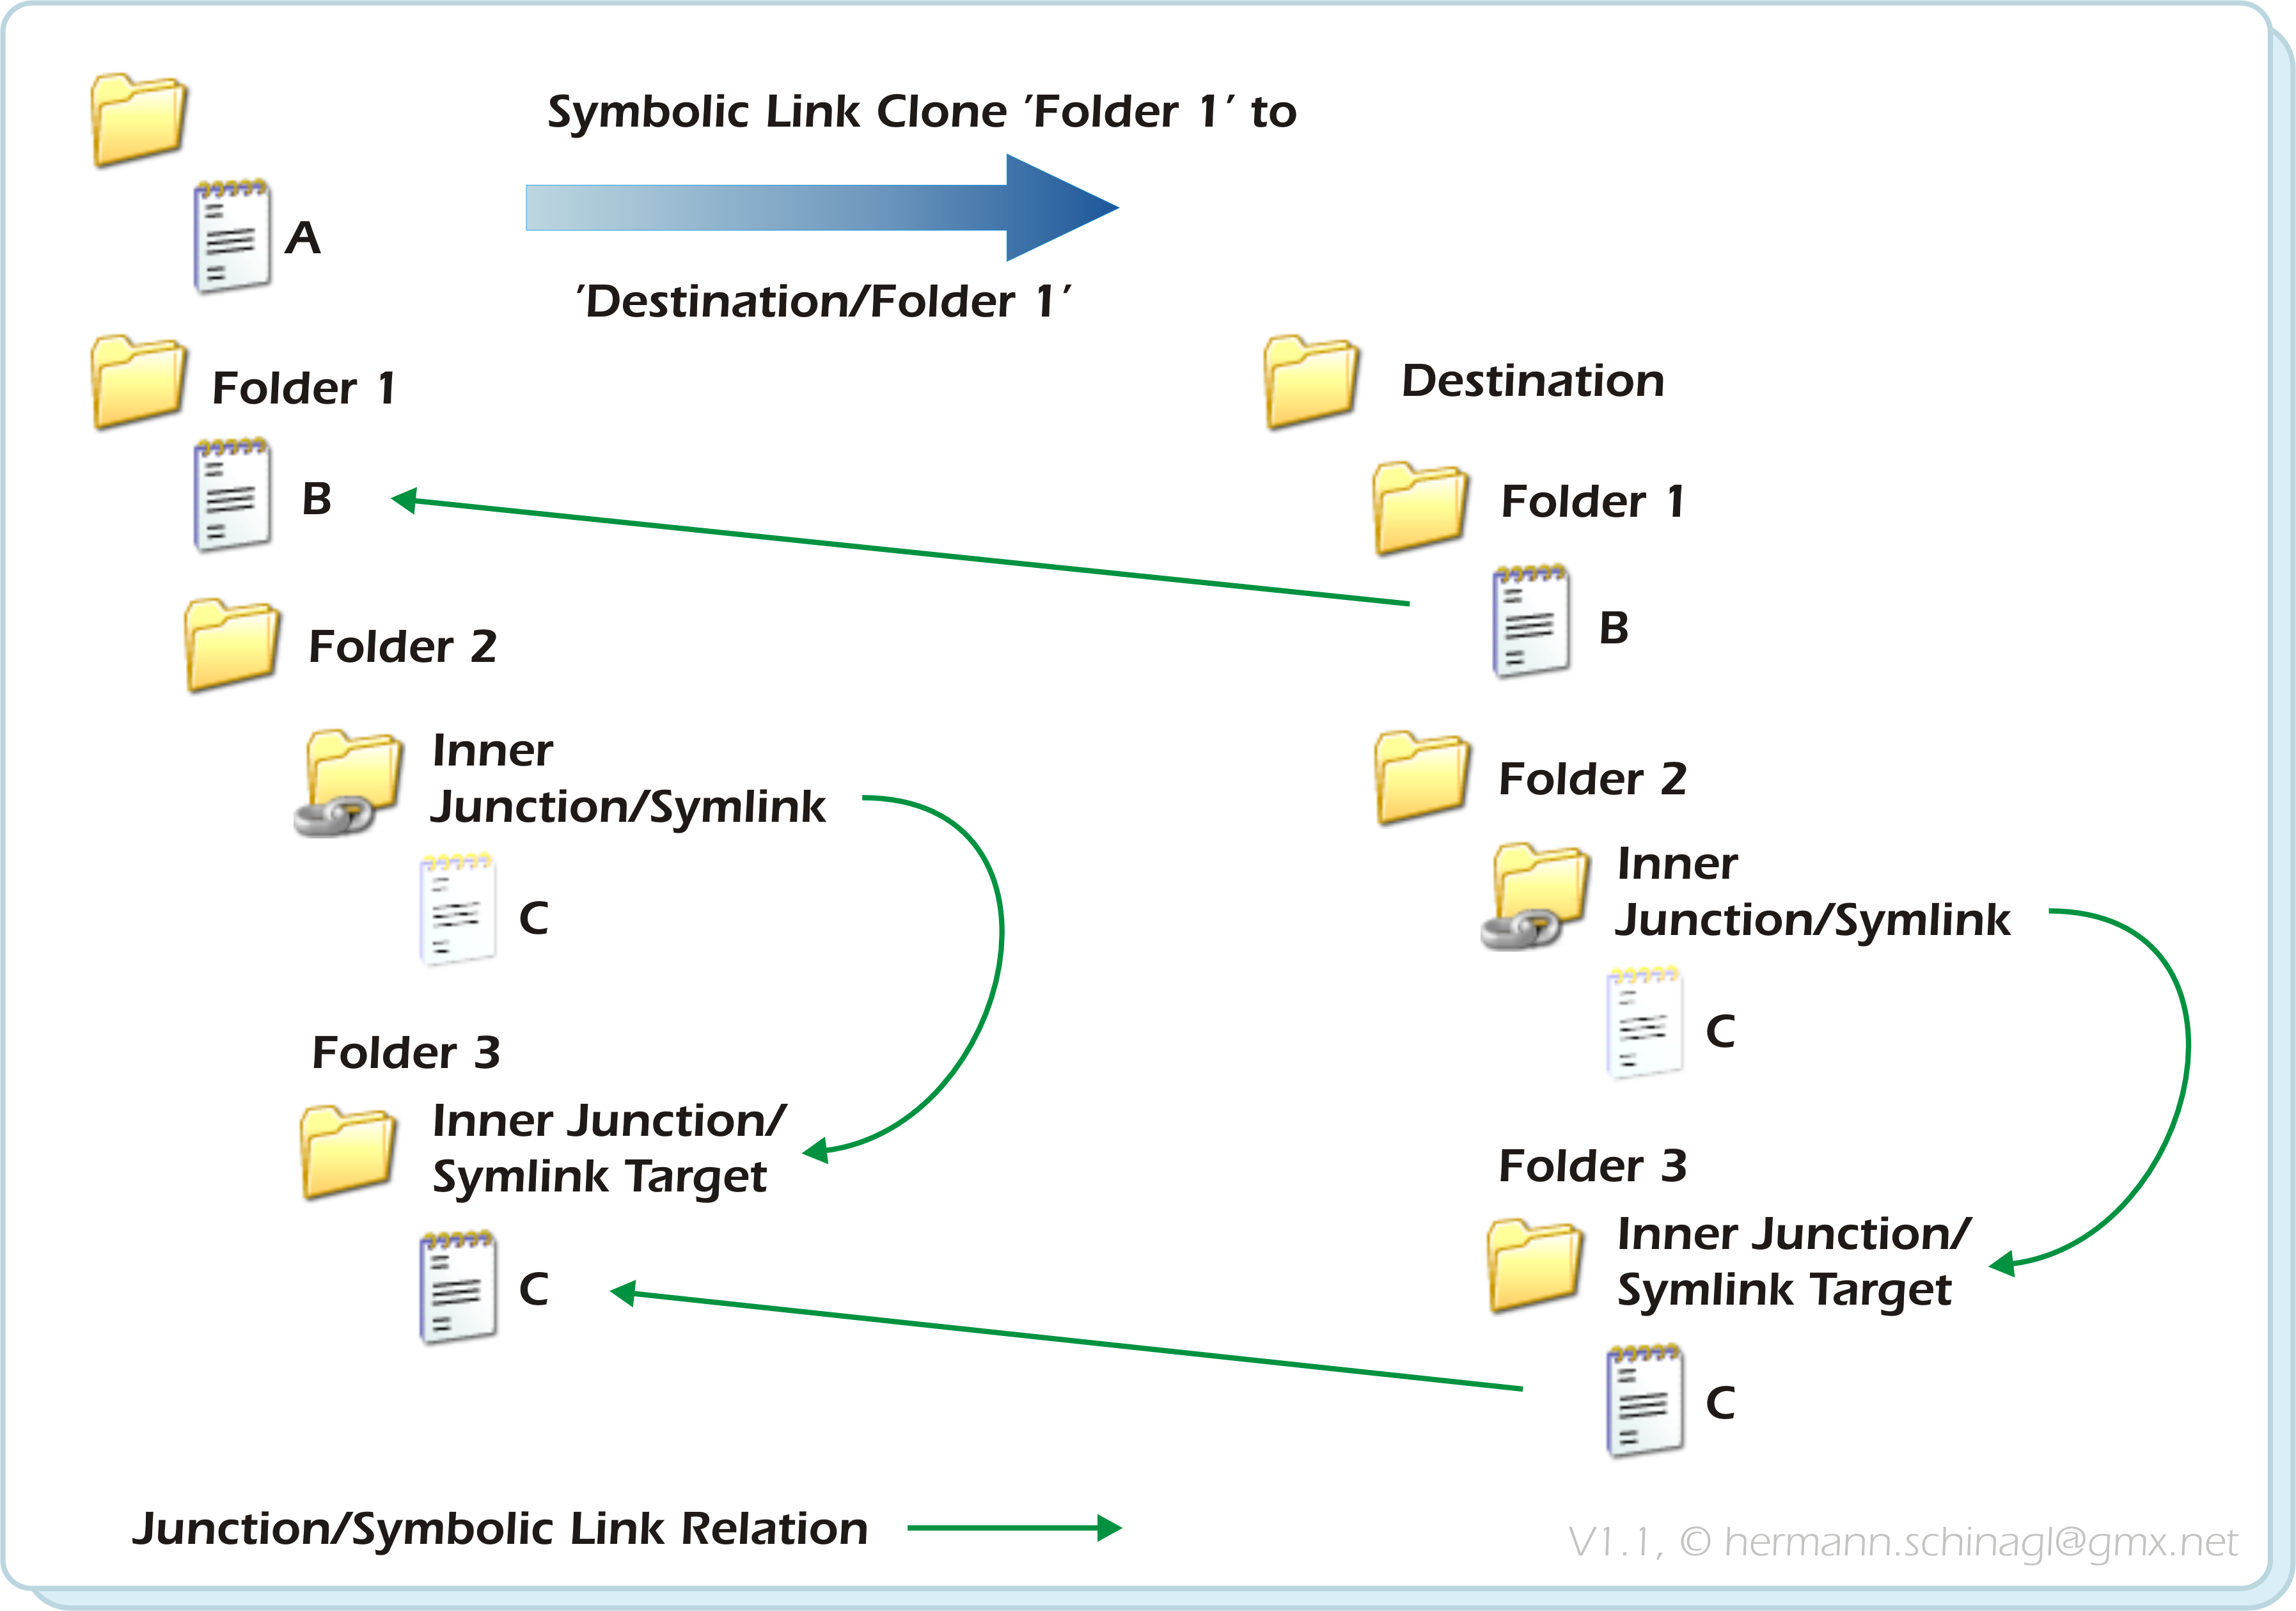 Symbolic Link Clone 'Folder 1' to
A
'Destination/Folder 1'
Folder 1
B
Folder 2
Inner
Junction/Symlink
C
Folder 3
Inner Junction/
Symlink Target
C
Destination
Folder 1
B
Folder 2
Inner
Junction/Symlink
C
Folder 3
Inner Junction/
Symlink Target
C
Junction/Symbolic Link Relation
V1.1, © hermann.schinagl@gmx.net